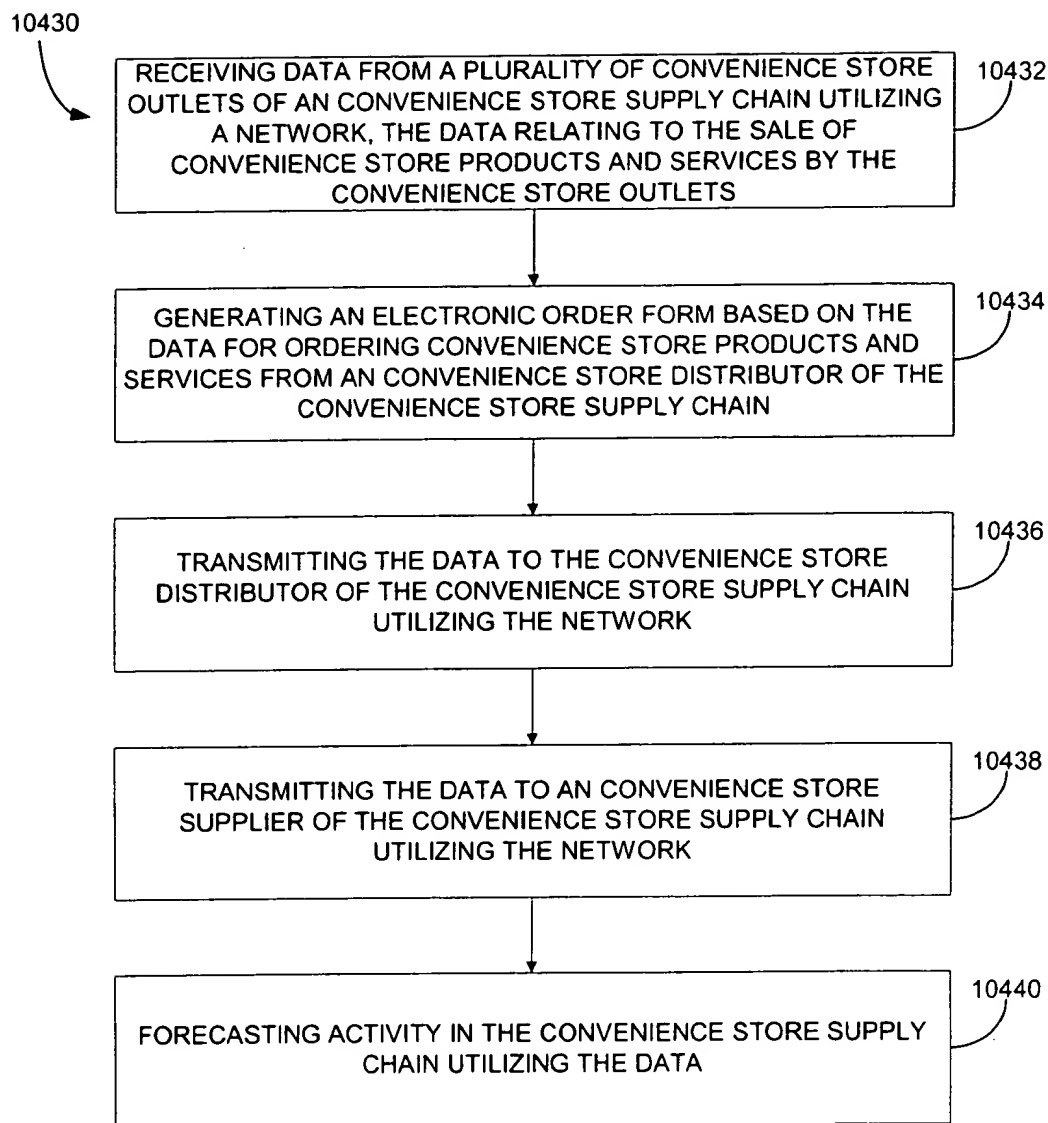 10430
RECEIVING DATA FROM A PLURALITY OF CONVENIENCE STORE
OUTLETS OF AN CONVENIENCE STORE SUPPLY CHAIN UTILIZING
A NETWORK, THE DATA RELATING TO THE SALE OF
CONVENIENCE STORE PRODUCTS AND SERVICES BY THE
CONVENIENCE STORE OUTLETS
10432
GENERATING AN ELECTRONIC ORDER FORM BASED ON THE
DATA FOR ORDERING CONVENIENCE STORE PRODUCTS AND
SERVICES FROM AN CONVENIENCE STORE DISTRIBUTOR OF THE
CONVENIENCE STORE SUPPLY CHAIN
10434
TRANSMITTING THE DATA TO THE CONVENIENCE STORE
DISTRIBUTOR OF THE CONVENIENCE STORE SUPPLY CHAIN
UTILIZING THE NETWORK
10436
TRANSMITTING THE DATA TO AN CONVENIENCE STORE
SUPPLIER OF THE CONVENIENCE STORE SUPPLY CHAIN
UTILIZING THE NETWORK
10438
FORECASTING ACTIVITY IN THE CONVENIENCE STORE SUPPLY
CHAIN UTILIZING THE DATA
10440